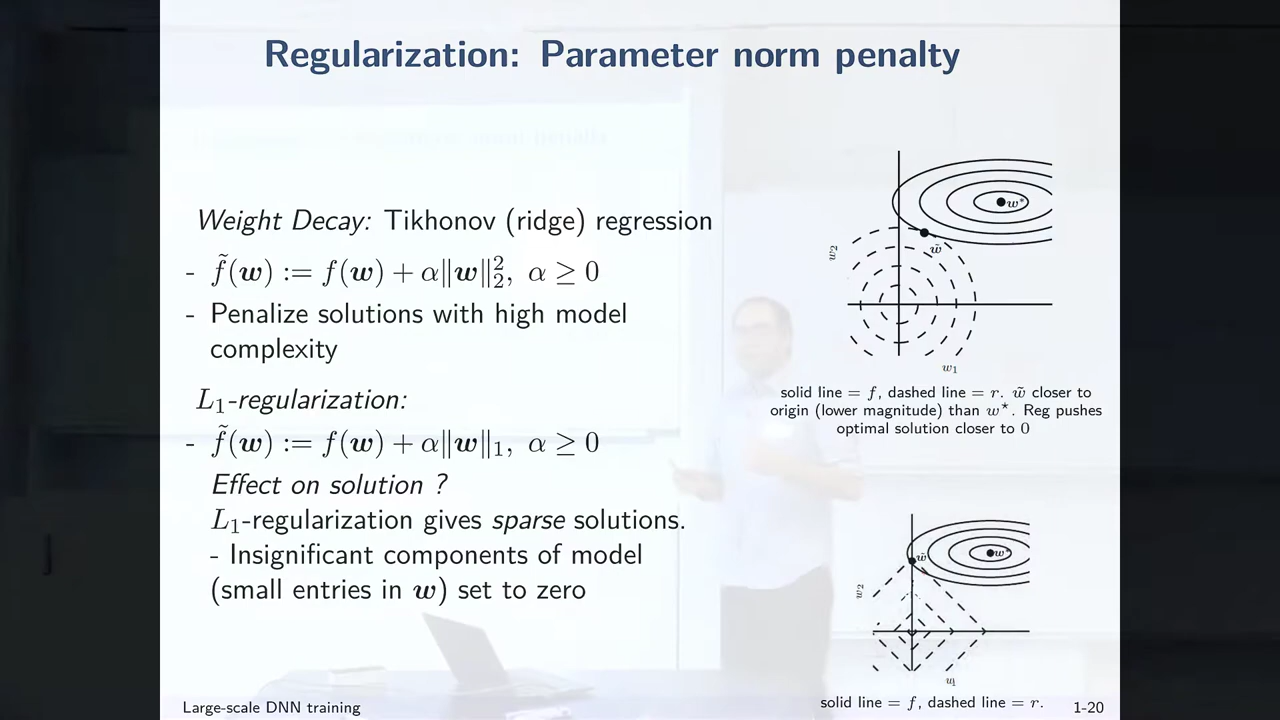 Regularization: Parameter norm penalty
Weight Decay: Tikhonov (ridge) regression
- f̃(w) := f(w) + α‖w‖₂², α ≥ 0
- Penalize solutions with high model
complexity
L₁-regularization:
- f̃(w) := f(w) + α‖w‖₁, α ≥ 0
Effect on solution ?
L₁-regularization gives sparse solutions.
- Insignificant components of model
(small entries in w) set to zero
w*
w̃
w₂
w₁
solid line = f, dashed line = r. w̃ closer to
origin (lower magnitude) than w*. Reg pushes
optimal solution closer to 0
w*
w̃
w₂
w₁
solid line = f, dashed line = r.
Large-scale DNN training
1-20